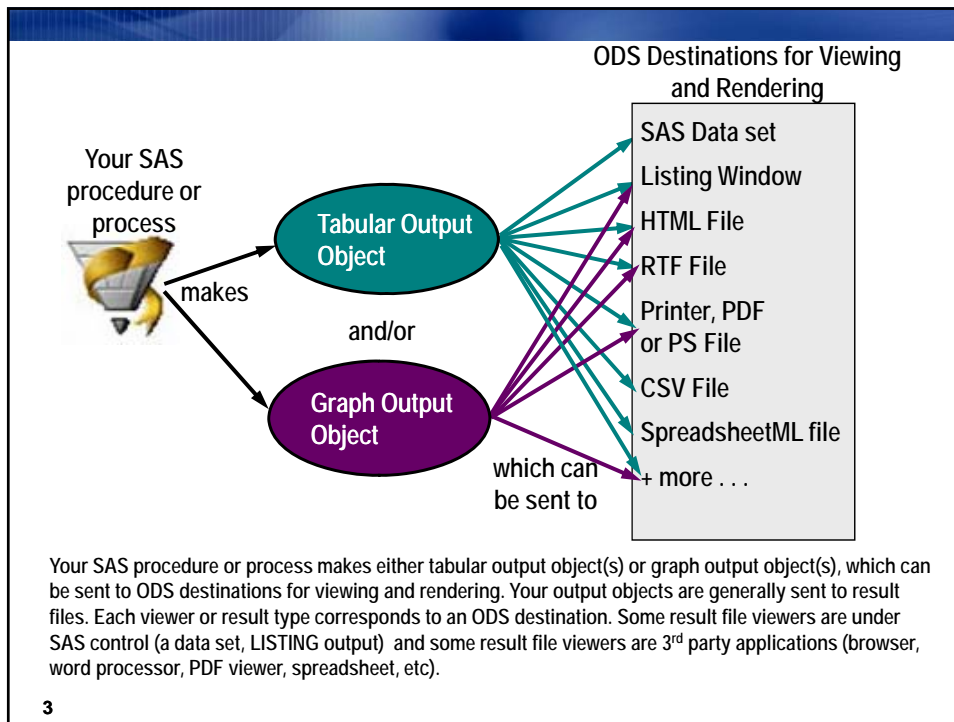 ODS Destinations for Viewing
and Rendering
Your SAS
procedure or
process
makes
Tabular Output
Object
and/or
Graph Output
Object
which can
be sent to
SAS Data set
Listing Window
HTML File
RTF File
Printer, PDF
or PS File
CSV File
SpreadsheetML file
+ more . . .
Your SAS procedure or process makes either tabular output object(s) or graph output object(s), which can
be sent to ODS destinations for viewing and rendering. Your output objects are generally sent to result
files. Each viewer or result type corresponds to an ODS destination. Some result file viewers are under
SAS control (a data set, LISTING output)  and some result file viewers are 3rd party applications (browser,
word processor, PDF viewer, spreadsheet, etc).
3